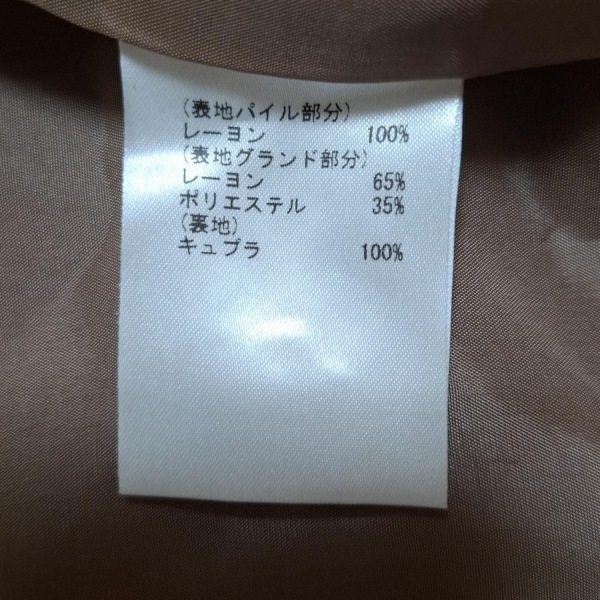 (表地パイル部分)
レーヨン 100%
(表地グランド部分)
レーヨン 65%
ポリエステル 35%
(裏地)
キュプラ 100%